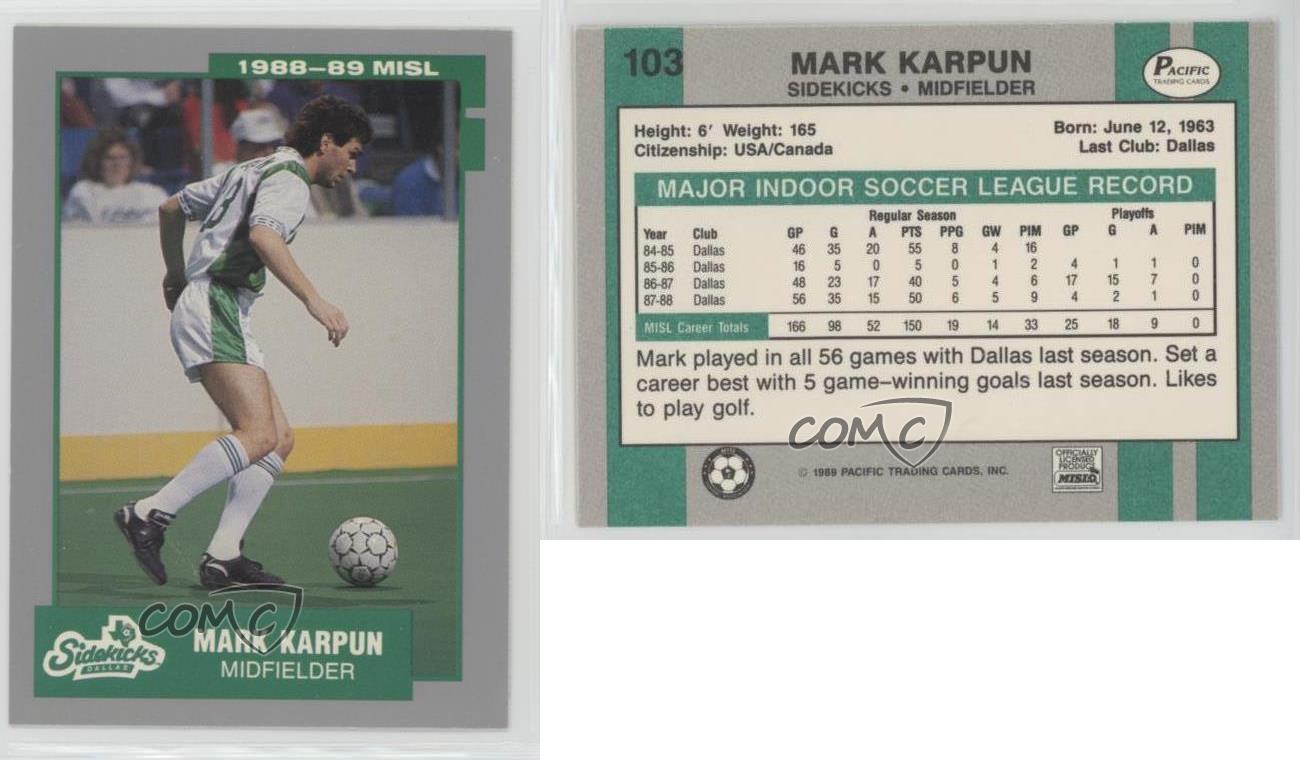 1988–89 MISL
Sidekicks
DALLAS
MARK KARPUN
MIDFIELDER
COMC
103
MARK KARPUN
SIDEKICKS • MIDFIELDER
PACIFIC
TRADING CARDS
Height: 6′ Weight: 165
Born: June 12, 1963
Citizenship: USA/Canada
Last Club: Dallas
MAJOR INDOOR SOCCER LEAGUE RECORD
Regular Season Playoffs
Year Club GP G A PTS PPG GW PIM GP G A PIM
84-85 Dallas 46 35 20 55 8 4 16
85-86 Dallas 16 5 0 5 0 1 2 4 1 1 0
86-87 Dallas 48 23 17 40 5 4 6 17 15 7 0
87-88 Dallas 56 35 15 50 6 5 9 4 2 1 0
MISL Career Totals 166 98 52 150 19 14 33 25 18 9 0
Mark played in all 56 games with Dallas last season. Set a
career best with 5 game–winning goals last season. Likes
to play golf.
COMC
© 1989 PACIFIC TRADING CARDS, INC.
OFFICIALLY
LICENSED
PRODUCT